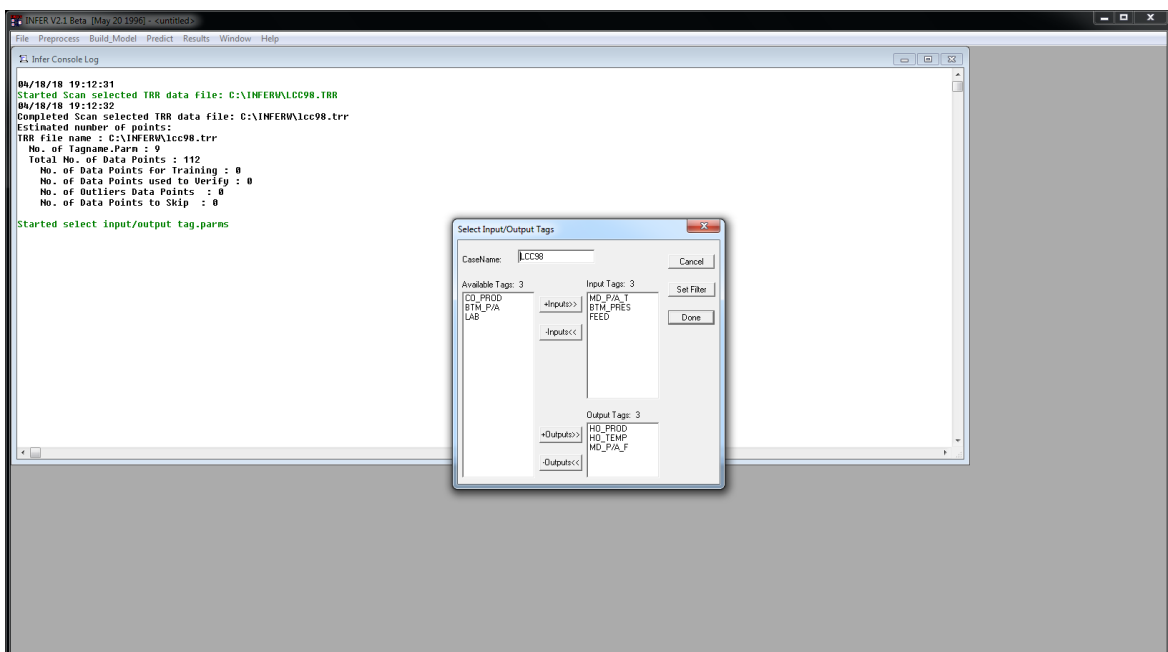 INFER V2.1 Beta [May 20 1996] - <untitled>
File Preprocess Build_Model Predict Results Window Help
Infer Console Log
04/18/18 19:12:31
Started Scan selected TRR data file: C:\INFERW\LCC98.TRR
04/18/18 19:12:32
Completed Scan selected TRR data file: C:\INFERW\lcc98.trr
Estimated number of points:
TRR file name : C:\INFERW\lcc98.trr
No. of Tagname.Parm : 9
Total No. of Data Points : 112
No. of Data Points for Training : 0
No. of Data Points used to Verify : 0
No. of Outliers Data Points : 0
No. of Data Points to Skip : 0
Started select input/output tag.parms
Select Input/Output Tags
CaseName: LCC98
Cancel
Available Tags: 3
CO_PROD
BTM_P/A
LAB
+Inputs>>
-Inputs<<
Input Tags: 3
MD_P/A_T
BTM_PRES
FEED
Set Filter
Done
Output Tags: 3
+Outputs>>
-Outputs<<
HO_PROD
HO_TEMP
MD_P/A_F